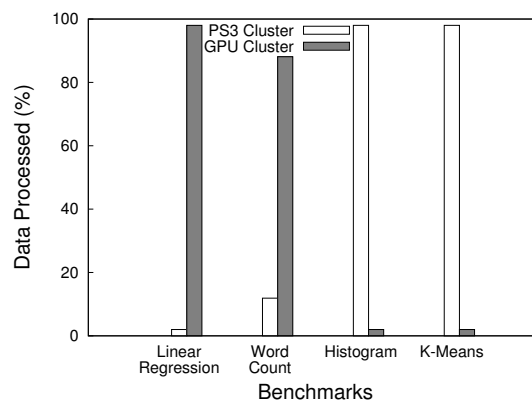 PS3 Cluster
GPU Cluster
Data Processed (%)
100
80
60
40
20
0
Linear
Regression
Word
Count
Histogram
K-Means
Benchmarks